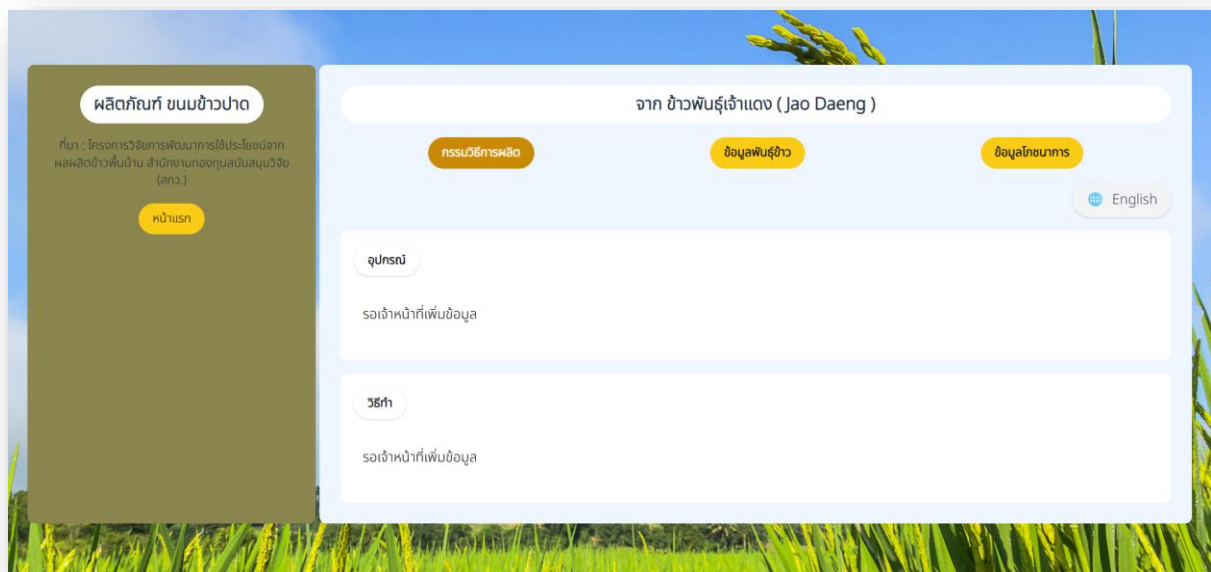 ผลิตภัณฑ์ ขนมข้าวปาด
ที่มา : โครงการวิจัยการพัฒนาการใช้ประโยชน์จาก
ผลผลิตข้าวพื้นบ้าน สำนักงานกองทุนสนับสนุนวิจัย
(สกว.)
หน้าแรก
จาก ข้าวพันธุ์เจ้าแดง ( Jao Daeng )
กรรมวิธีการผลิต
ข้อมูลพันธุ์ข้าว
ข้อมูลโภชนาการ
English
อุปกรณ์
รอเจ้าหน้าที่เพิ่มข้อมูล
วิธีทำ
รอเจ้าหน้าที่เพิ่มข้อมูล